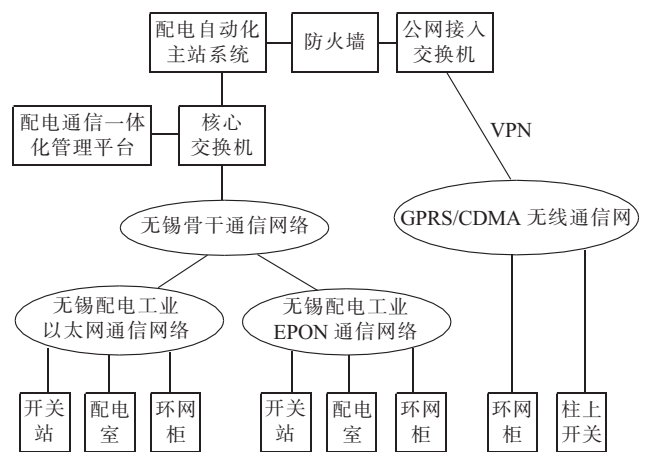 配电自动化
主站系统
防火墙
公网接入
交换机
配电通信一体
化管理平台
核心
交换机
VPN
无锡骨干通信网络
GPRS/CDMA 无线通信网
无锡配电工业
以太网通信网络
无锡配电工业
EPON 通信网络
开关
站
配电
室
环网
柜
开关
站
配电
室
环网
柜
环网
柜
柱上
开关